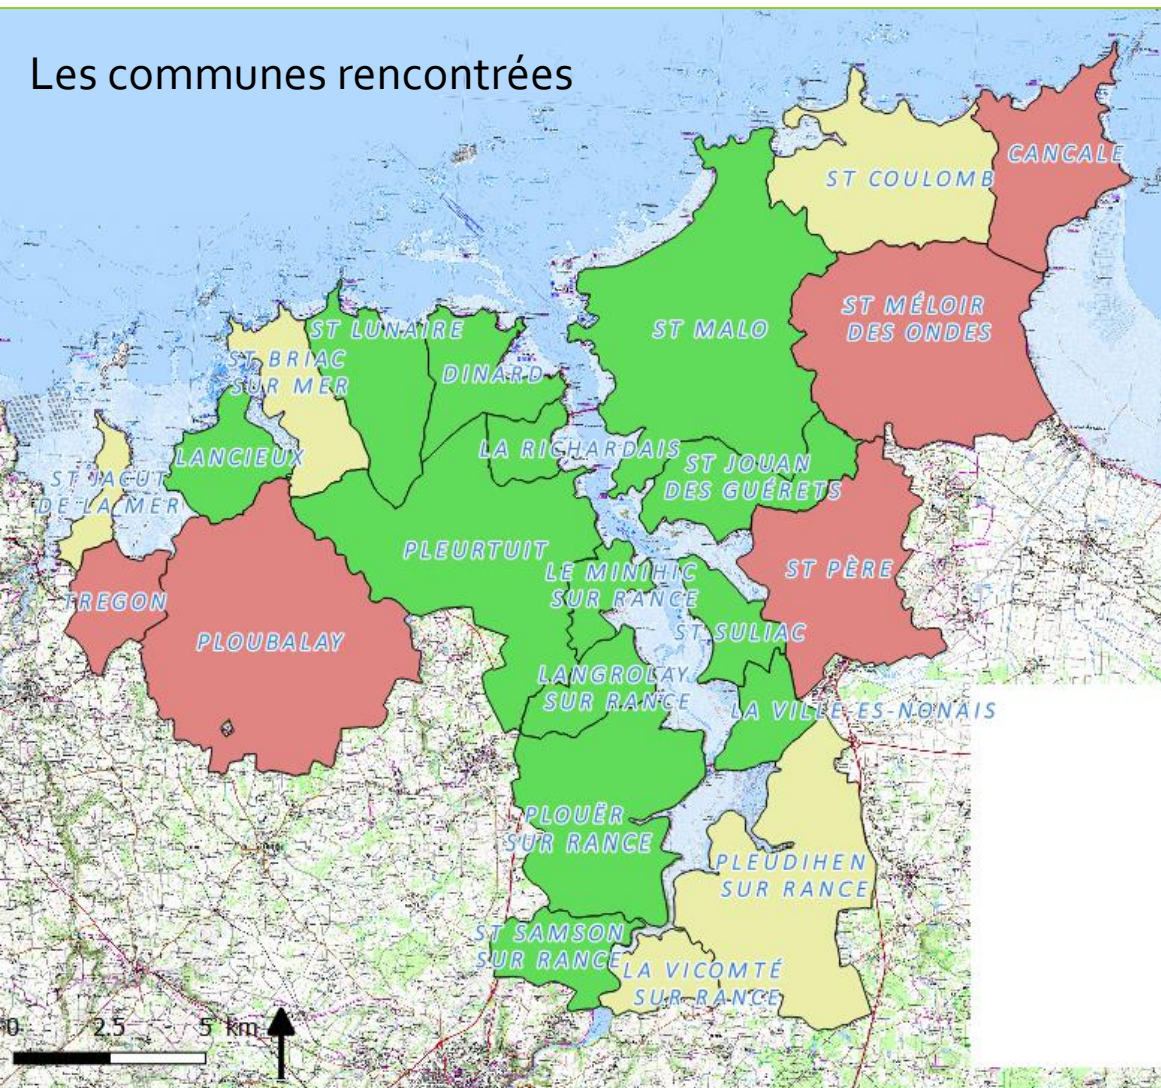 Les communes rencontrées
CANCALE
ST COULOMB
ST MÉLOIR
DES ONDES
ST MALO
ST LUNAIRE
ST BRIAC
SUR MER
DINARD
LA RICHARDAIS
LANCIEUX
ST JACUT
DE LA MER
ST JOUAN
DES GUÉRETS
PLEURTUIT
LE MINIHIC
SUR RANCE
ST PÈRE
TREGON
PLOUBALAY
ST SULIAC
LANGROLAY
SUR RANCE
LA VILLE ES-NONAIS
PLOUËR
SUR RANCE
PLEUDIHEN
SUR RANCE
ST SAMSON
SUR RANCE
LA VICOMTÉ
SUR RANCE
0 2.5 5 km